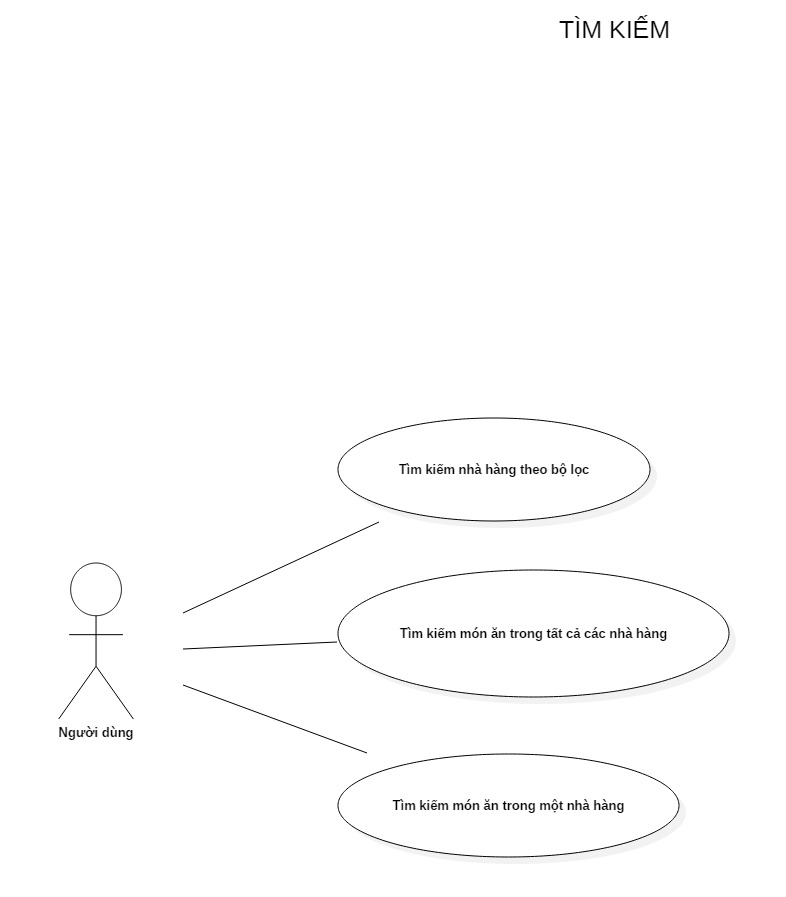 TÌM KIẾM
Tìm kiếm nhà hàng theo bộ lọc
Tìm kiếm món ăn trong tất cả các nhà hàng
Người dùng
Tìm kiếm món ăn trong một nhà hàng